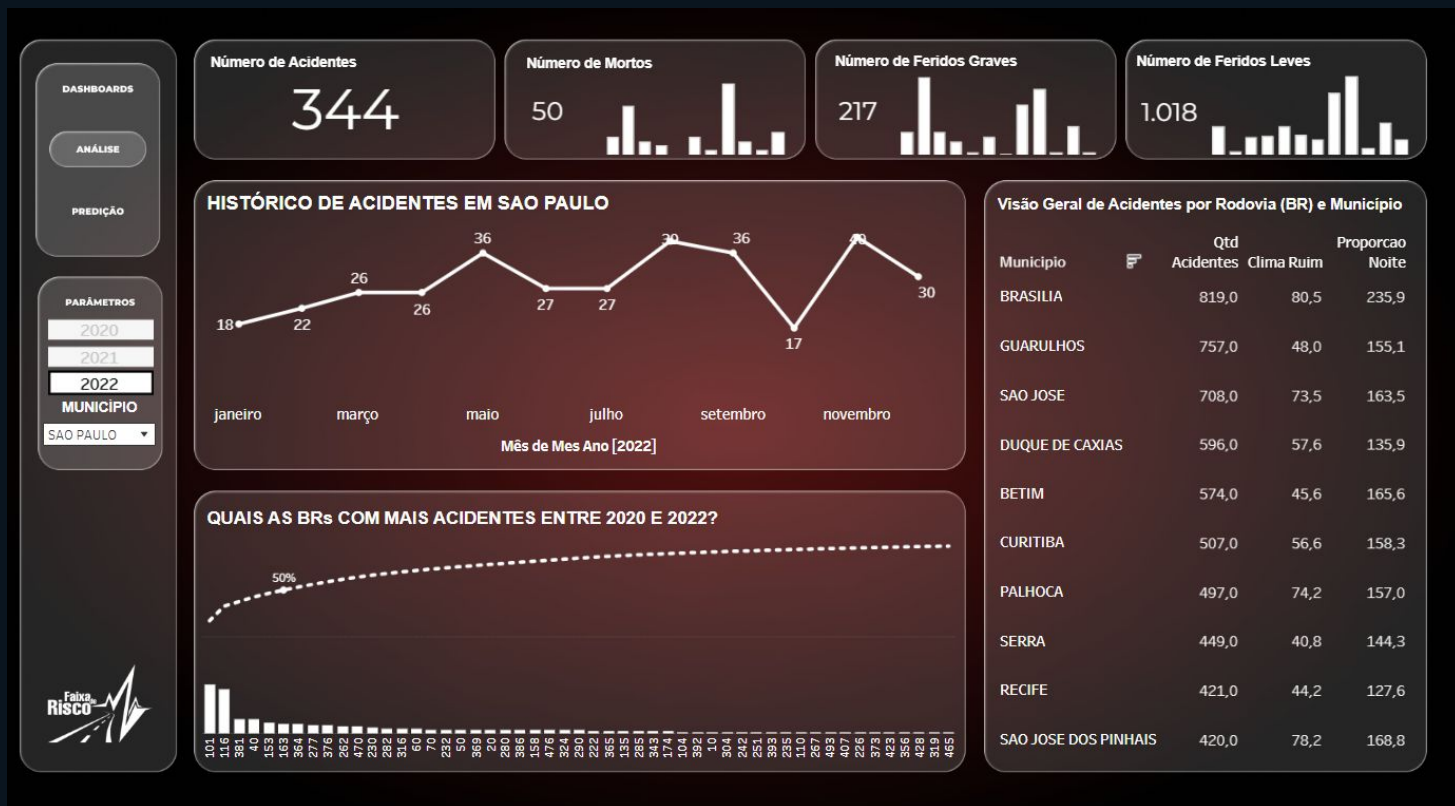 DASHBOARDS
ANÁLISE
PREDIÇÃO
PARÂMETROS
2020
2021
2022
MUNICÍPIO
SAO PAULO
Faixa de
Risco
Número de Acidentes
344
Número de Mortos
50
Número de Feridos Graves
217
Número de Feridos Leves
1.018
HISTÓRICO DE ACIDENTES EM SAO PAULO
18
22
26
26
36
27
27
39
36
17
40
30
janeiro março maio julho setembro novembro
Mês de Mes Ano [2022]
QUAIS AS BRs COM MAIS ACIDENTES ENTRE 2020 E 2022?
50%
101 116 381 40 153 163 364 277 376 262 470 230 282 316 60 70 232 50 369 20 280 386 158 476 324 290 222 365 135 285 343 174 104 392 10 304 242 251 393 235 110 267 493 407 226 373 423 356 428 319 465
Visão Geral de Acidentes por Rodovia (BR) e Município
Qtd Proporcao
Municipio Acidentes Clima Ruim Noite
BRASILIA 819,0 80,5 235,9
GUARULHOS 757,0 48,0 155,1
SAO JOSE 708,0 73,5 163,5
DUQUE DE CAXIAS 596,0 57,6 135,9
BETIM 574,0 45,6 165,6
CURITIBA 507,0 56,6 158,3
PALHOCA 497,0 74,2 157,0
SERRA 449,0 40,8 144,3
RECIFE 421,0 44,2 127,6
SAO JOSE DOS PINHAIS 420,0 78,2 168,8